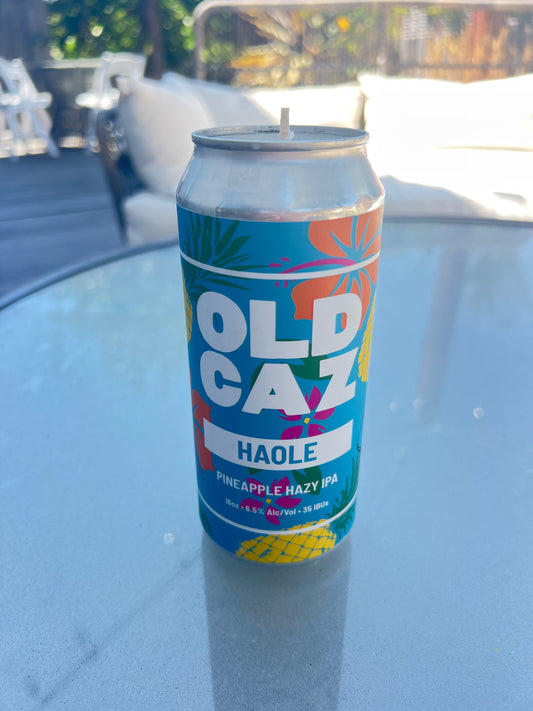 OLD
CAZ
HAOLE
PINEAPPLE HAZY IPA
16oz • 6.5% Alc/Vol • 35 IBUs